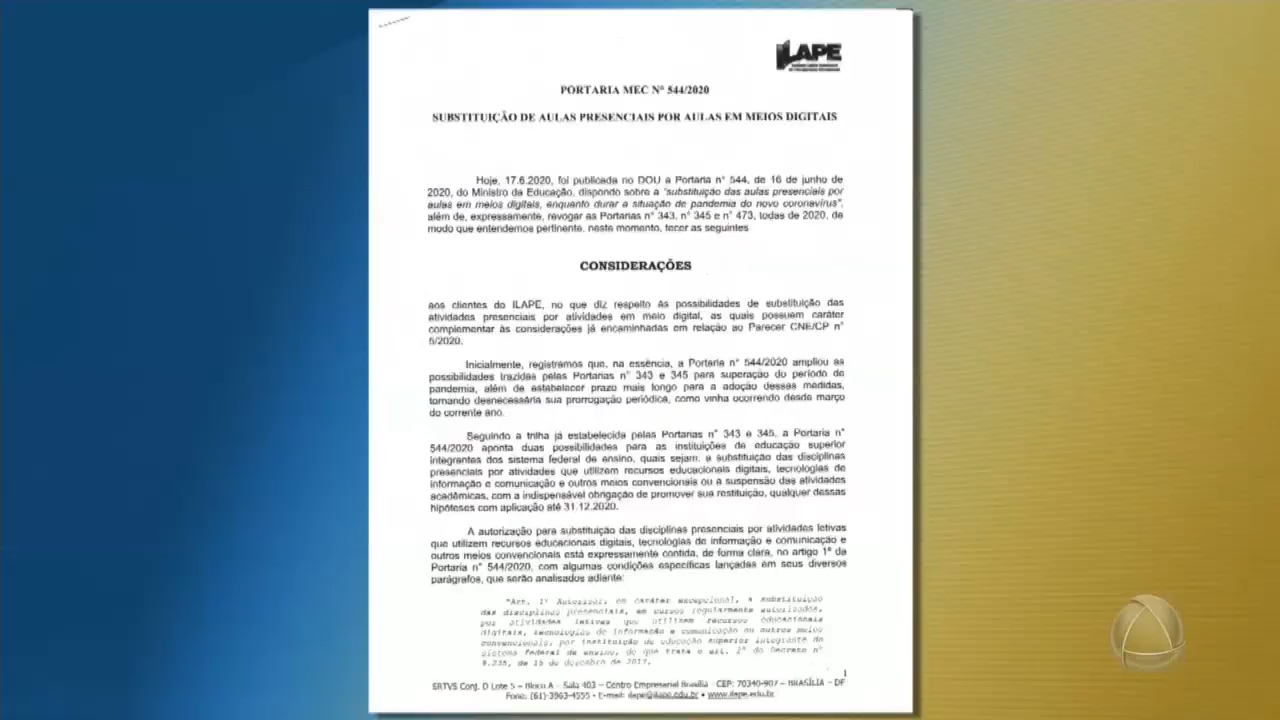 ILAPE
PORTARIA MEC N° 544/2020
SUBSTITUIÇÃO DE AULAS PRESENCIAIS POR AULAS EM MEIOS DIGITAIS
Hoje, 17.6.2020, foi publicada no DOU a Portaria n° 544, de 16 de junho de
2020, do Ministro da Educação, dispondo sobre a "substituição das aulas presenciais por
aulas em meios digitais, enquanto durar a situação de pandemia do novo coronavírus",
além de, expressamente, revogar as Portarias n° 343, n° 345 e n° 473, todas de 2020, de
modo que entendemos pertinente, neste momento, tecer as seguintes
CONSIDERAÇÕES
aos clientes do ILAPE, no que diz respeito às possibilidades de substituição das
atividades presenciais por atividades em meio digital, as quais possuem caráter
complementar às considerações já encaminhadas em relação ao Parecer CNE/CP n°
5/2020.
Inicialmente, registramos que, na essência, a Portaria n° 544/2020 ampliou as
possibilidades trazidas pelas Portarias n° 343 e 345 para superação do período de
pandemia, além de estabelecer prazo mais longo para a adoção dessas medidas,
tornando desnecessária sua prorrogação periódica, como vinha ocorrendo desde março
do corrente ano.
Seguindo a trilha já estabelecida pelas Portarias n° 343 e 345, a Portaria n°
544/2020 aponta duas possibilidades para as instituições de educação superior
integrantes dos sistema federal de ensino, quais sejam, a substituição das disciplinas
presenciais por atividades que utilizem recursos educacionais digitais, tecnologias de
informação e comunicação e outros meios convencionais ou a suspensão das atividades
acadêmicas, com a indispensável obrigação de promover sua restituição, qualquer dessas
hipóteses com aplicação até 31.12.2020.
A autorização para substituição das disciplinas presenciais por atividades letivas
que utilizem recursos educacionais digitais, tecnologias de informação e comunicação e
outros meios convencionais está expressamente contida, de forma clara, no artigo 1º da
Portaria n° 544/2020, com algumas condições específicas lançadas em seus diversos
parágrafos, que serão analisados adiante:
"Art. 1º Autorizar, em caráter excepcional, a substituição
das disciplinas presenciais, em cursos regularmente autorizados,
por atividades letivas que utilizem recursos educacionais
digitais, tecnologias de informação e comunicação ou outros meios
convencionais, por instituição de educação superior integrante do
sistema federal de ensino, de que trata o art. 2º do Decreto n°
9.235, de 15 de dezembro de 2017.
1
SRTVS Conj. D Lote 5 – Bloco A – Sala 403 – Centro Empresarial Brasília – CEP: 70340-907 – BRASÍLIA – DF
Fone: (61)-3963-4555 • E-mail: ilape@ilape.edu.br • www.ilape.edu.br